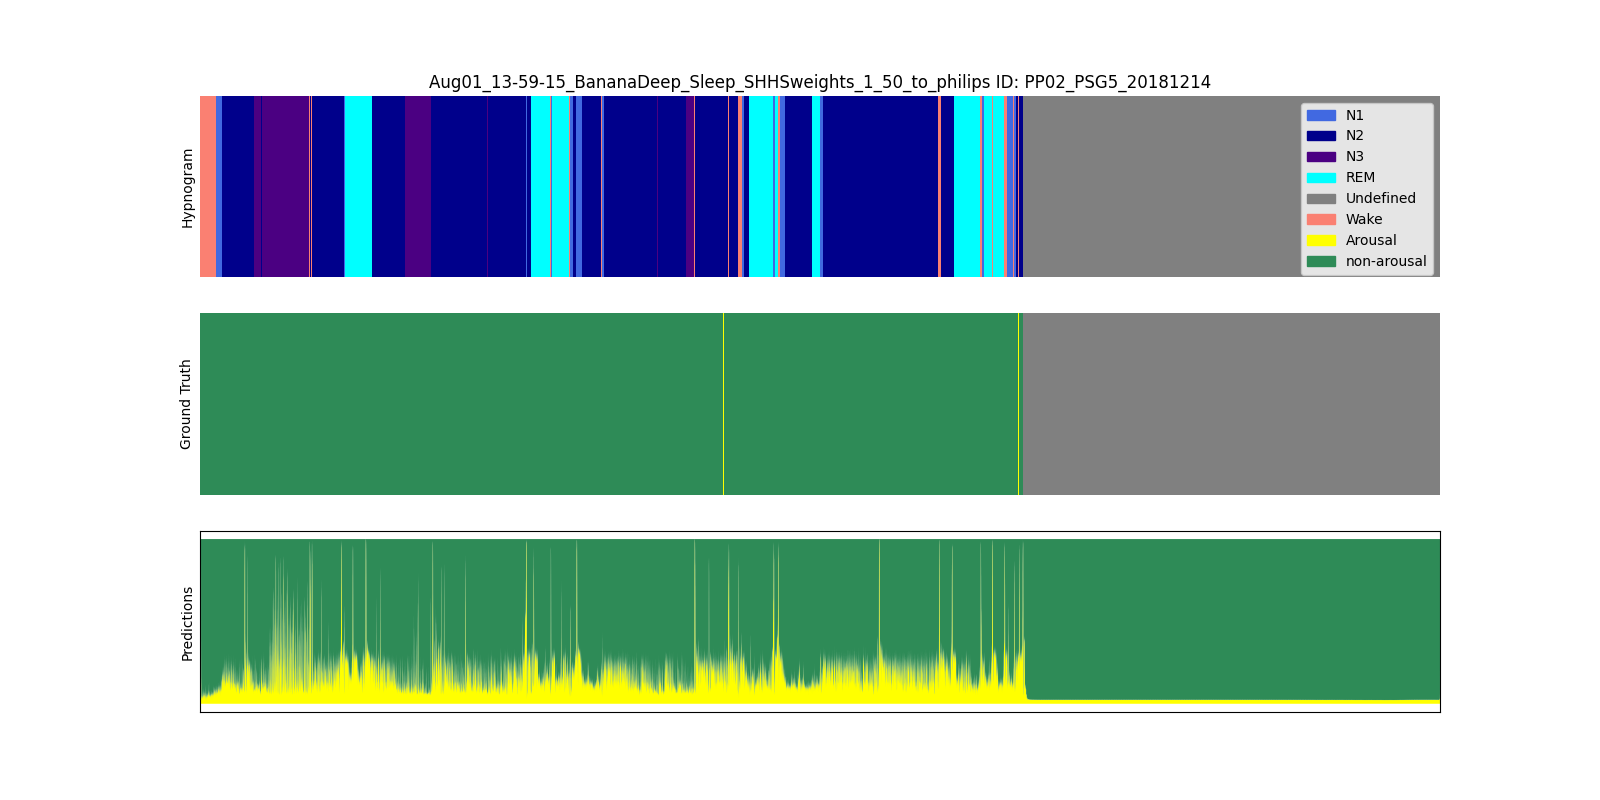 Aug01_13-59-15_BananaDeep_Sleep_SHHSweights_1_50_to_philips ID: PP02_PSG5_20181214
Hypnogram
N1
N2
N3
REM
Undefined
Wake
Arousal
non-arousal
Ground Truth
Predictions